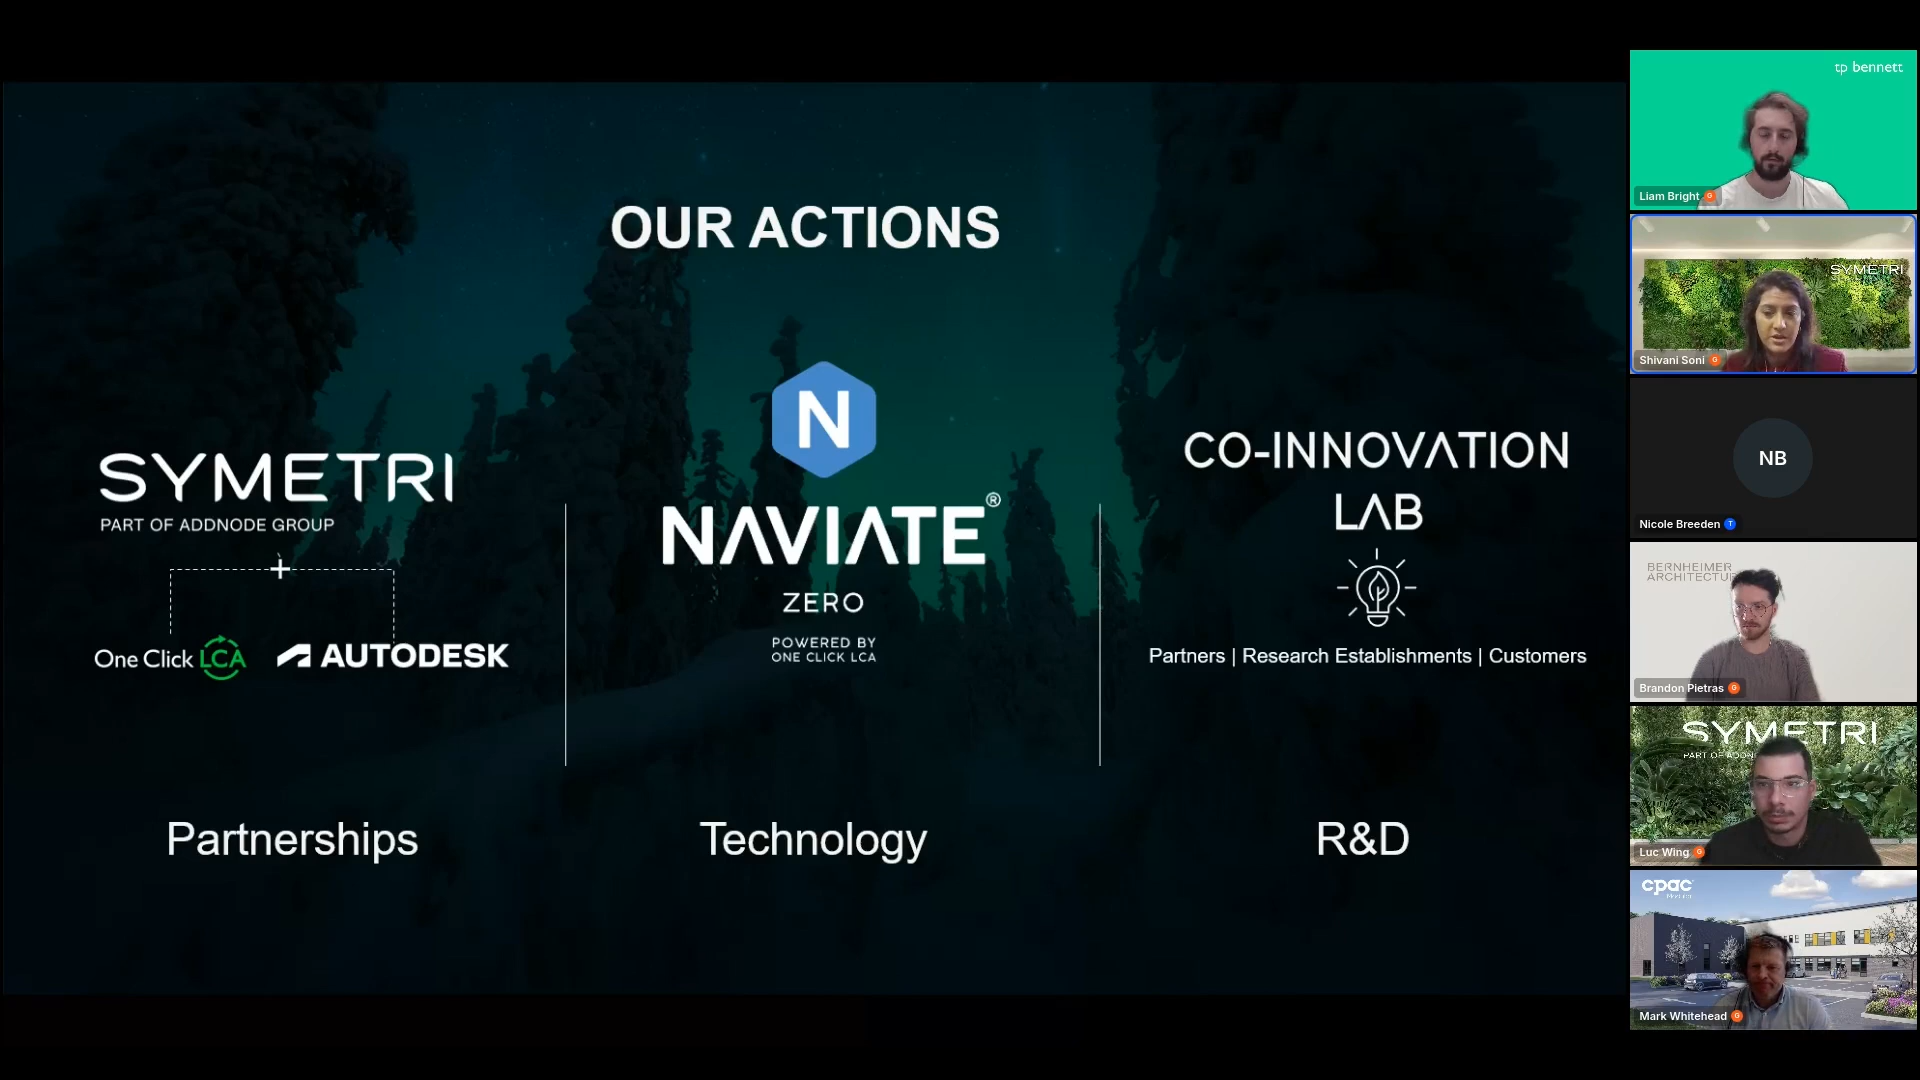 OUR ACTIONS
SYMETRI
PART OF ADDNODE GROUP
+
One Click LCA
AUTODESK
Partnerships
N
NAVIATE®
ZERO
POWERED BY
ONE CLICK LCA
Technology
CO-INNOVATION
LAB
Partners | Research Establishments | Customers
R&D
tp bennett
Liam Bright G
SYMETRI
Shivani Soni G
NB
Nicole Breeden T
BERNHEIMER
Brandon Pietras G
SYMETRI
Luc Wing G
cpac
Mark Whitehead G